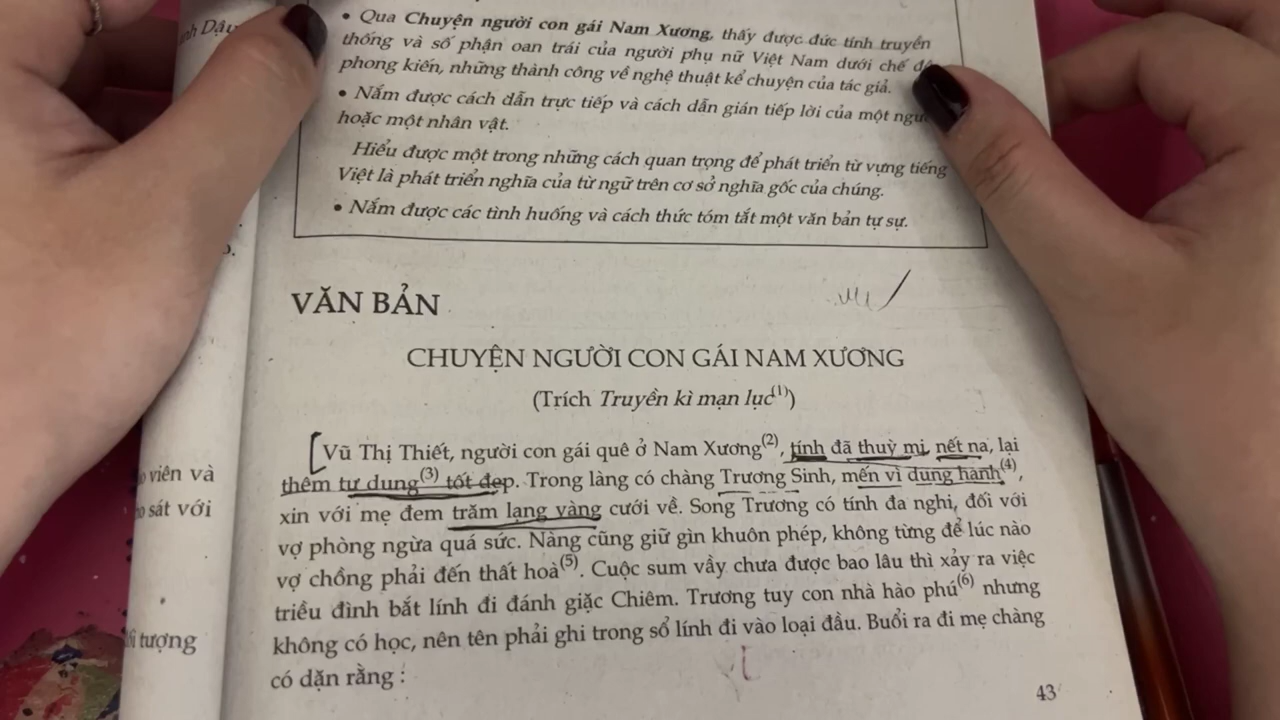 nh Dậu
• Qua Chuyện người con gái Nam Xương, thấy được đức tính truyền
thống và số phận oan trái của người phụ nữ Việt Nam dưới chế
phong kiến, những thành công về nghệ thuật kể chuyện của tác giả.
• Nắm được cách dẫn trực tiếp và cách dẫn gián tiếp lời của một
hoặc một nhân vật.
Hiểu được một trong những cách quan trọng để phát triển từ vựng tiếng
Việt là phát triển nghĩa của từ ngữ trên cơ sở nghĩa gốc của chúng.
• Nắm được các tình huống và cách thức tóm tắt một văn bản tự sự.
VĂN BẢN
CHUYỆN NGƯỜI CON GÁI NAM XƯƠNG
(Trích Truyền kì mạn lục(1))
Vũ Thị Thiết, người con gái quê ở Nam Xương(2), tính đã thuỳ mị, nết na, lại
thêm tư dung(3) tốt đẹp. Trong làng có chàng Trương Sinh, mến vì dung hạnh(4),
xin với mẹ đem trăm lạng vàng cưới về. Song Trương có tính đa nghi, đối với
vợ phòng ngừa quá sức. Nàng cũng giữ gìn khuôn phép, không từng để lúc nào
vợ chồng phải đến thất hoà(5). Cuộc sum vầy chưa được bao lâu thì xảy ra việc
triều đình bắt lính đi đánh giặc Chiêm. Trương tuy con nhà hào phú(6) nhưng
không có học, nên tên phải ghi trong sổ lính đi vào loại đầu. Buổi ra đi mẹ chàng
có dặn rằng :
43
viên và
sát với
tượng